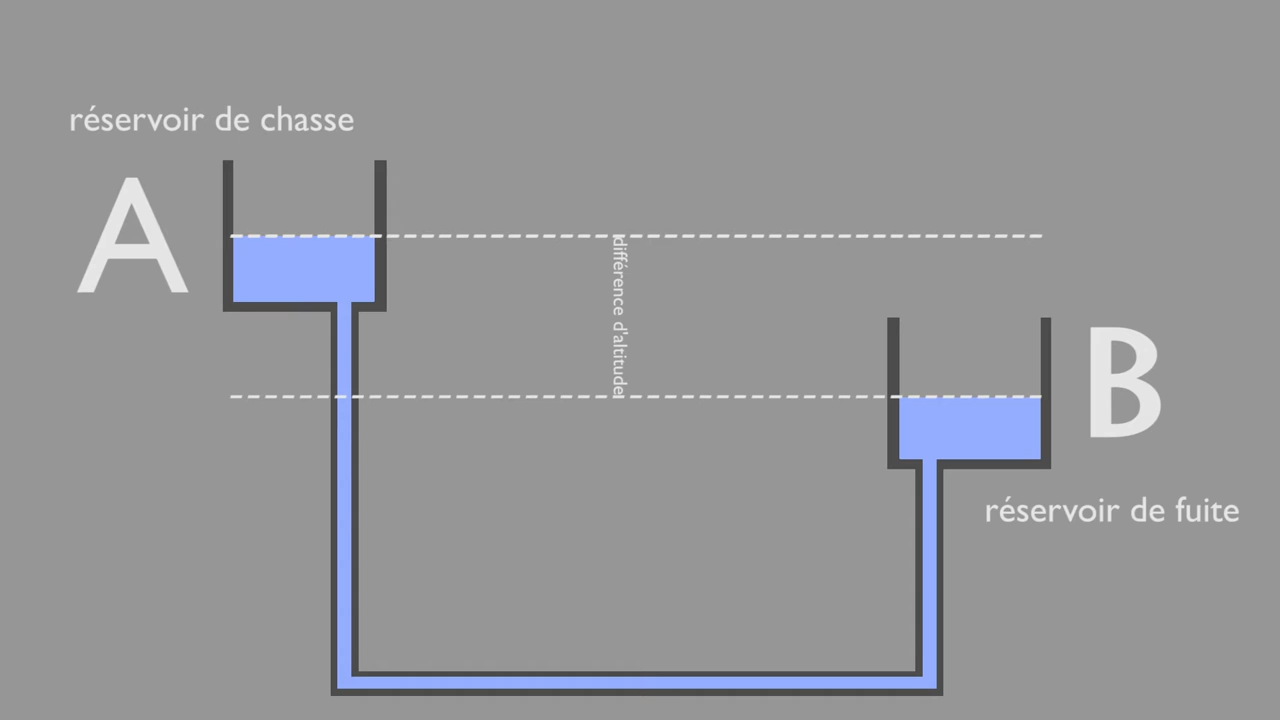 réservoir de chasse
A
différence d'altitude
B
réservoir de fuite